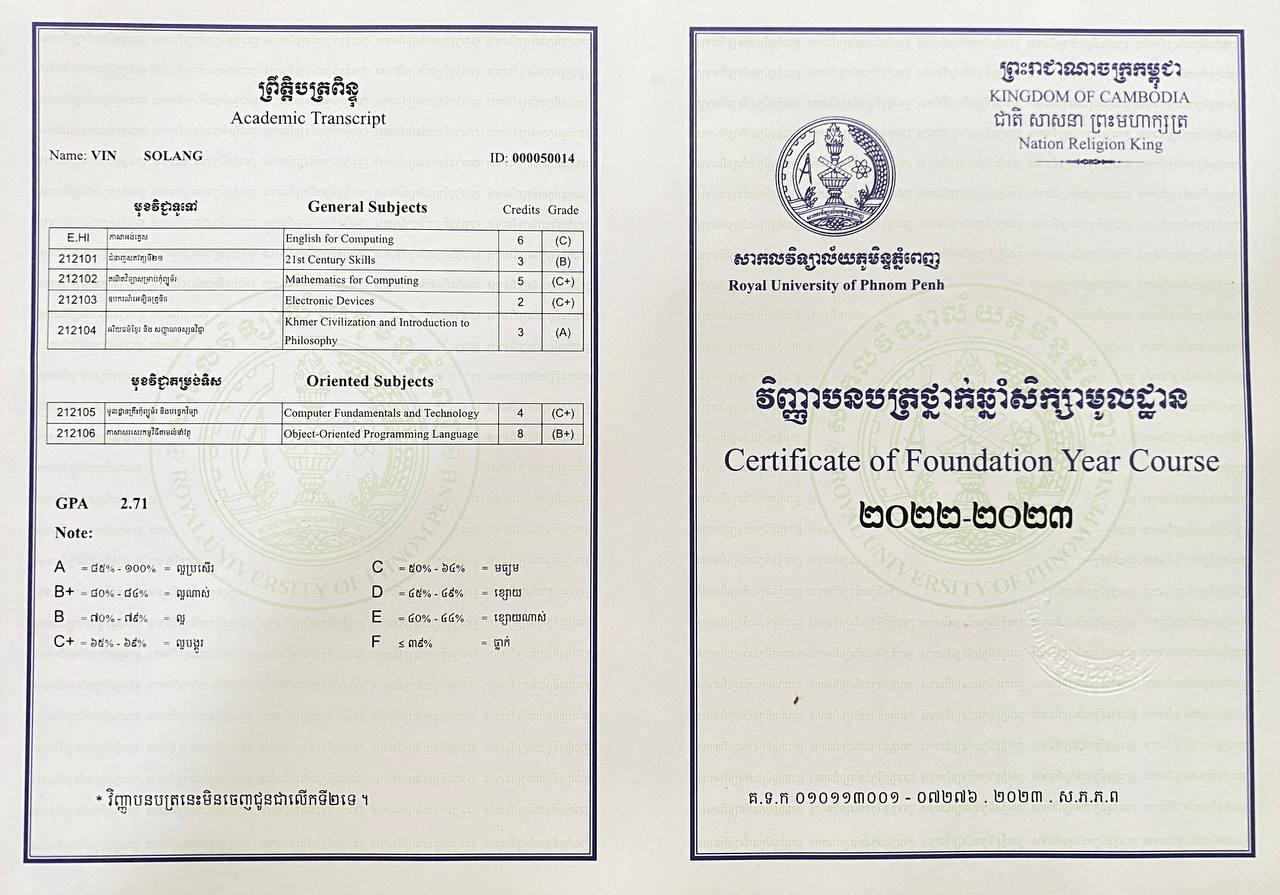 ព្រឹត្តិបត្រពិន្ទុ
Academic Transcript
Name: VIN SOLANG ID: 000050014
មុខវិជ្ជាទូទៅ General Subjects Credits Grade
E.HI ភាសាអង់គ្លេស English for Computing 6 (C)
212101 ជំនាញសតវត្សទី២១ 21st Century Skills 3 (B)
212102 គណិតវិទ្យាសម្រាប់កុំព្យូទ័រ Mathematics for Computing 5 (C+)
212103 ឧបករណ៍អេឡិចត្រូនិច Electronic Devices 2 (C+)
212104 អរិយធម៌ខ្មែរ និង សញ្ញាណទស្សនវិជ្ជា Khmer Civilization and Introduction to Philosophy 3 (A)
មុខវិជ្ជាតម្រង់ទិស Oriented Subjects
212105 មូលដ្ឋានគ្រឹះកុំព្យូទ័រ និងបច្ចេកវិទ្យា Computer Fundamentals and Technology 4 (C+)
212106 ភាសាសរសេរកម្មវិធីតាមលំនាំវត្ថុ Object-Oriented Programming Language 8 (B+)
GPA 2.71
Note:
A = ៨៥% - ១០០% = ល្អប្រសើរ C = ៥០% - ៦៤% = មធ្យម
B+ = ៨០% - ៨៤% = ល្អណាស់ D = ៤៥% - ៤៩% = ខ្សោយ
B = ៧០% - ៧៩% = ល្អ E = ៤០% - ៤៤% = ខ្សោយណាស់
C+ = ៦៥% - ៦៩% = ល្អបង្គួរ F ≤ ៣៩% = ធ្លាក់
* វិញ្ញាបនបត្រនេះមិនចេញជូនជាលើកទី២ទេ ។
ព្រះរាជាណាចក្រកម្ពុជា
KINGDOM OF CAMBODIA
ជាតិ សាសនា ព្រះមហាក្សត្រ
Nation Religion King
សាកលវិទ្យាល័យភូមិន្ទភ្នំពេញ
Royal University of Phnom Penh
វិញ្ញាបនបត្រថ្នាក់ឆ្នាំសិក្សាមូលដ្ឋាន
Certificate of Foundation Year Course
២០២២-២០២៣
គ.ទ.ក ០១០១១៣០០១ - ០៧២៧៦ . ២០២៣ . ស.ភ.ភ.ព